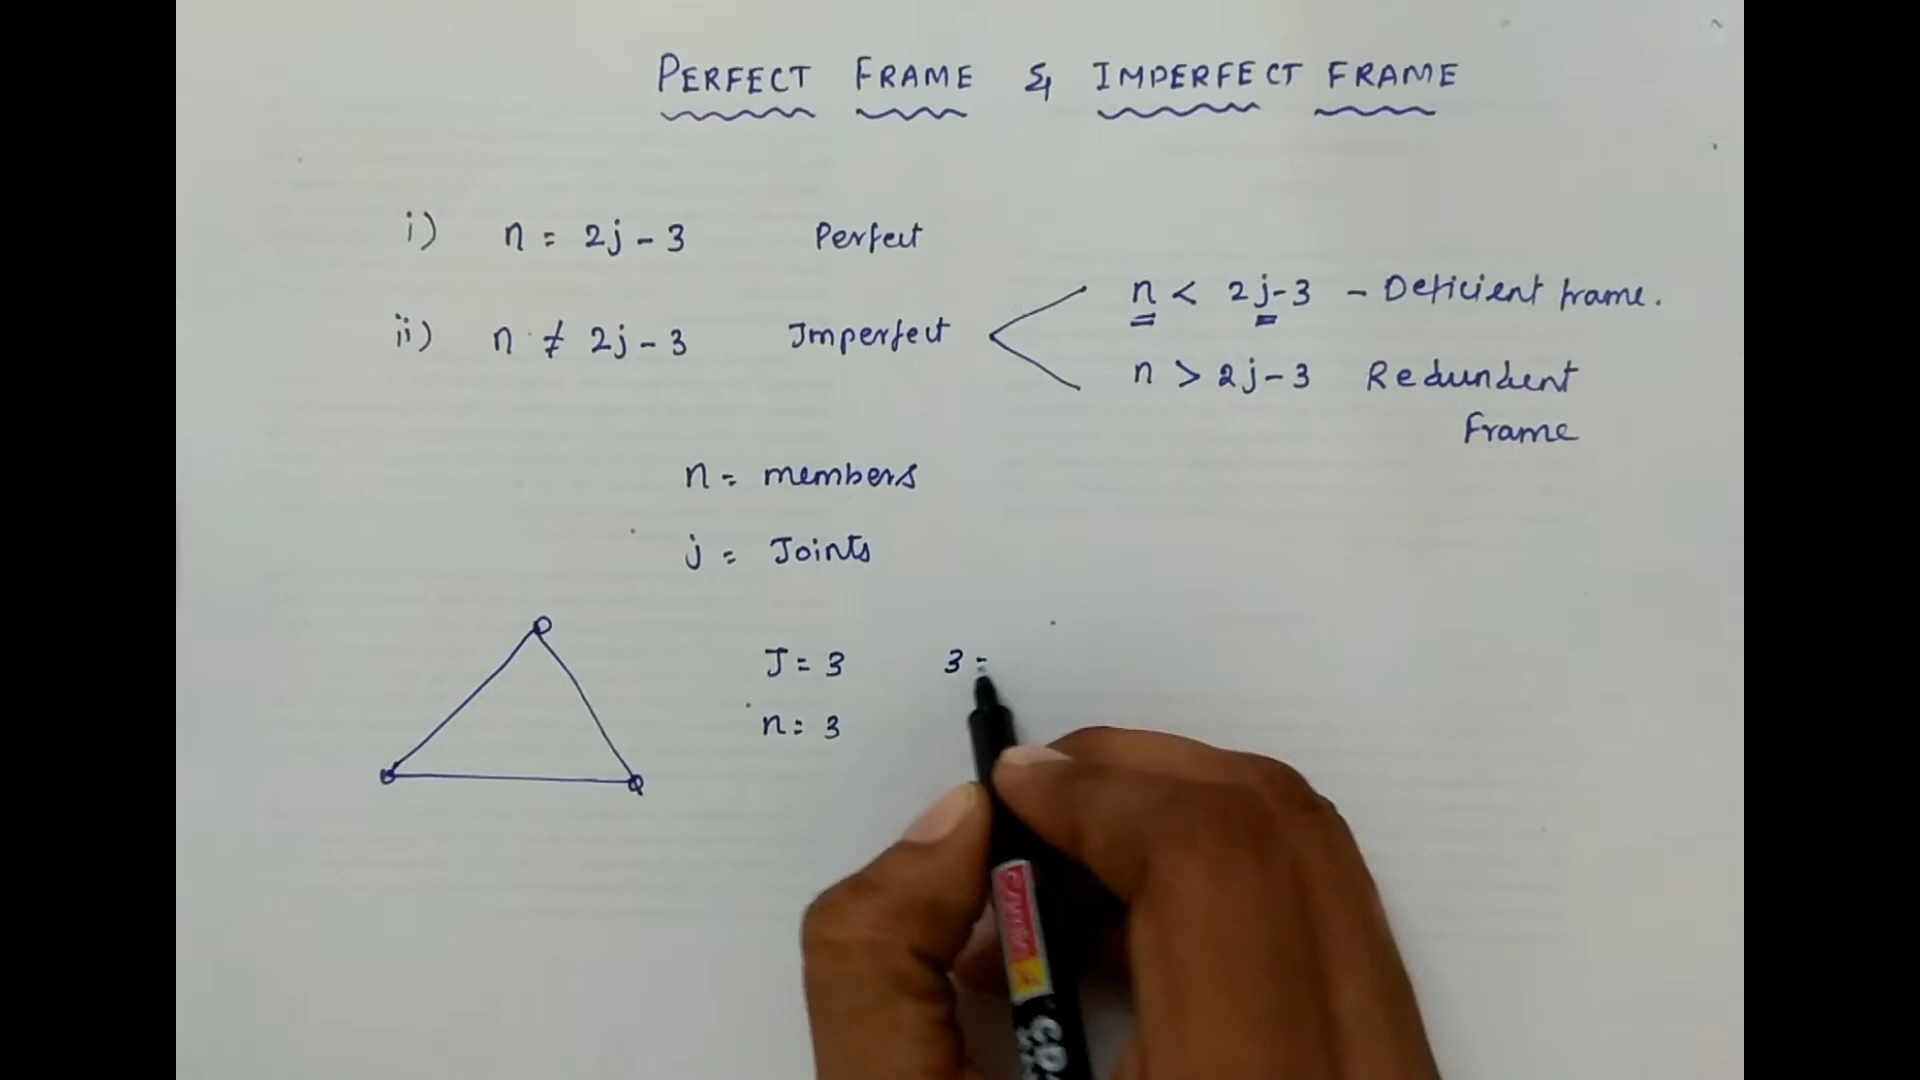 PERFECT FRAME & IMPERFECT FRAME
i) n = 2j - 3 Perfect
ii) n ≠ 2j - 3 Imperfect
n < 2j - 3 - Deficient frame.
n > 2j - 3 Redundent
Frame
n = members
j = Joints
J = 3 3 =
n = 3